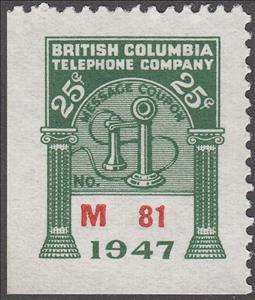 BRITISH COLUMBIA
TELEPHONE COMPANY
25¢ 25¢
MESSAGE COUPON
NO.
M 81
1947